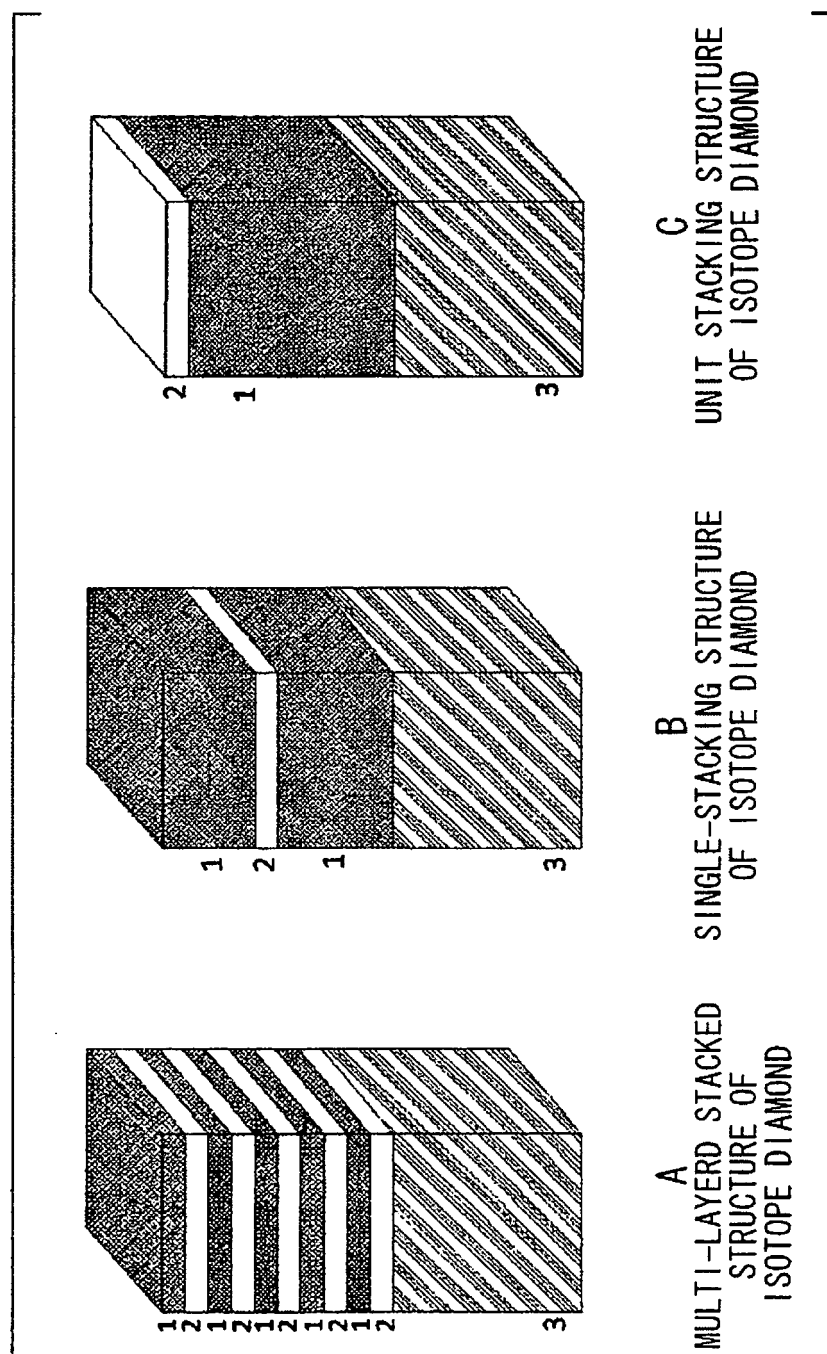 1
2
1
2
1
2
1
2
1
2
3
A
MULTI-LAYERD STACKED
STRUCTURE OF
ISOTOPE DIAMOND
1
2
1
3
B
SINGLE-STACKING STRUCTURE
OF ISOTOPE DIAMOND
2
1
3
C
UNIT STACKING STRUCTURE
OF ISOTOPE DIAMOND